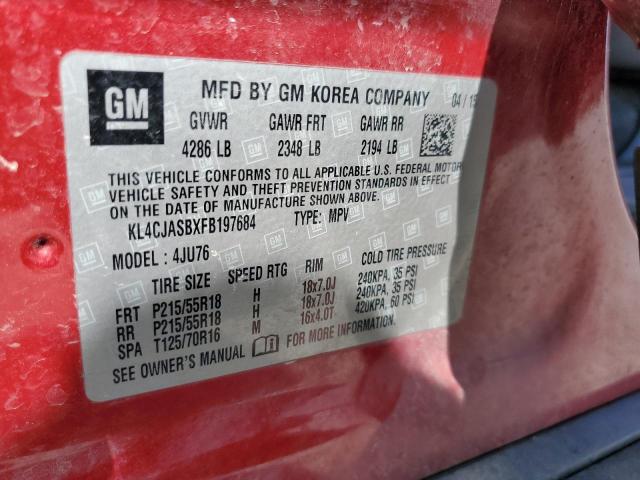 GM
MFD BY GM KOREA COMPANY 04 / 15
GVWR GAWR FRT GAWR RR
4286 LB 2348 LB 2194 LB
THIS VEHICLE CONFORMS TO ALL APPLICABLE U.S. FEDERAL MOTOR
VEHICLE SAFETY AND THEFT PREVENTION STANDARDS IN EFFECT
ON THE DATE OF MANUFACTURE SHOWN ABOVE.
KL4CJASBXFB197684 TYPE: MPV
MODEL : 4JU76
TIRE SIZE SPEED RTG RIM COLD TIRE PRESSURE
FRT P215/55R18 H 18x7.0J 240KPA, 35 PSI
RR P215/55R18 H 18x7.0J 240KPA, 35 PSI
SPA T125/70R16 M 16x4.0T 420KPA, 60 PSI
SEE OWNER'S MANUAL FOR MORE INFORMATION